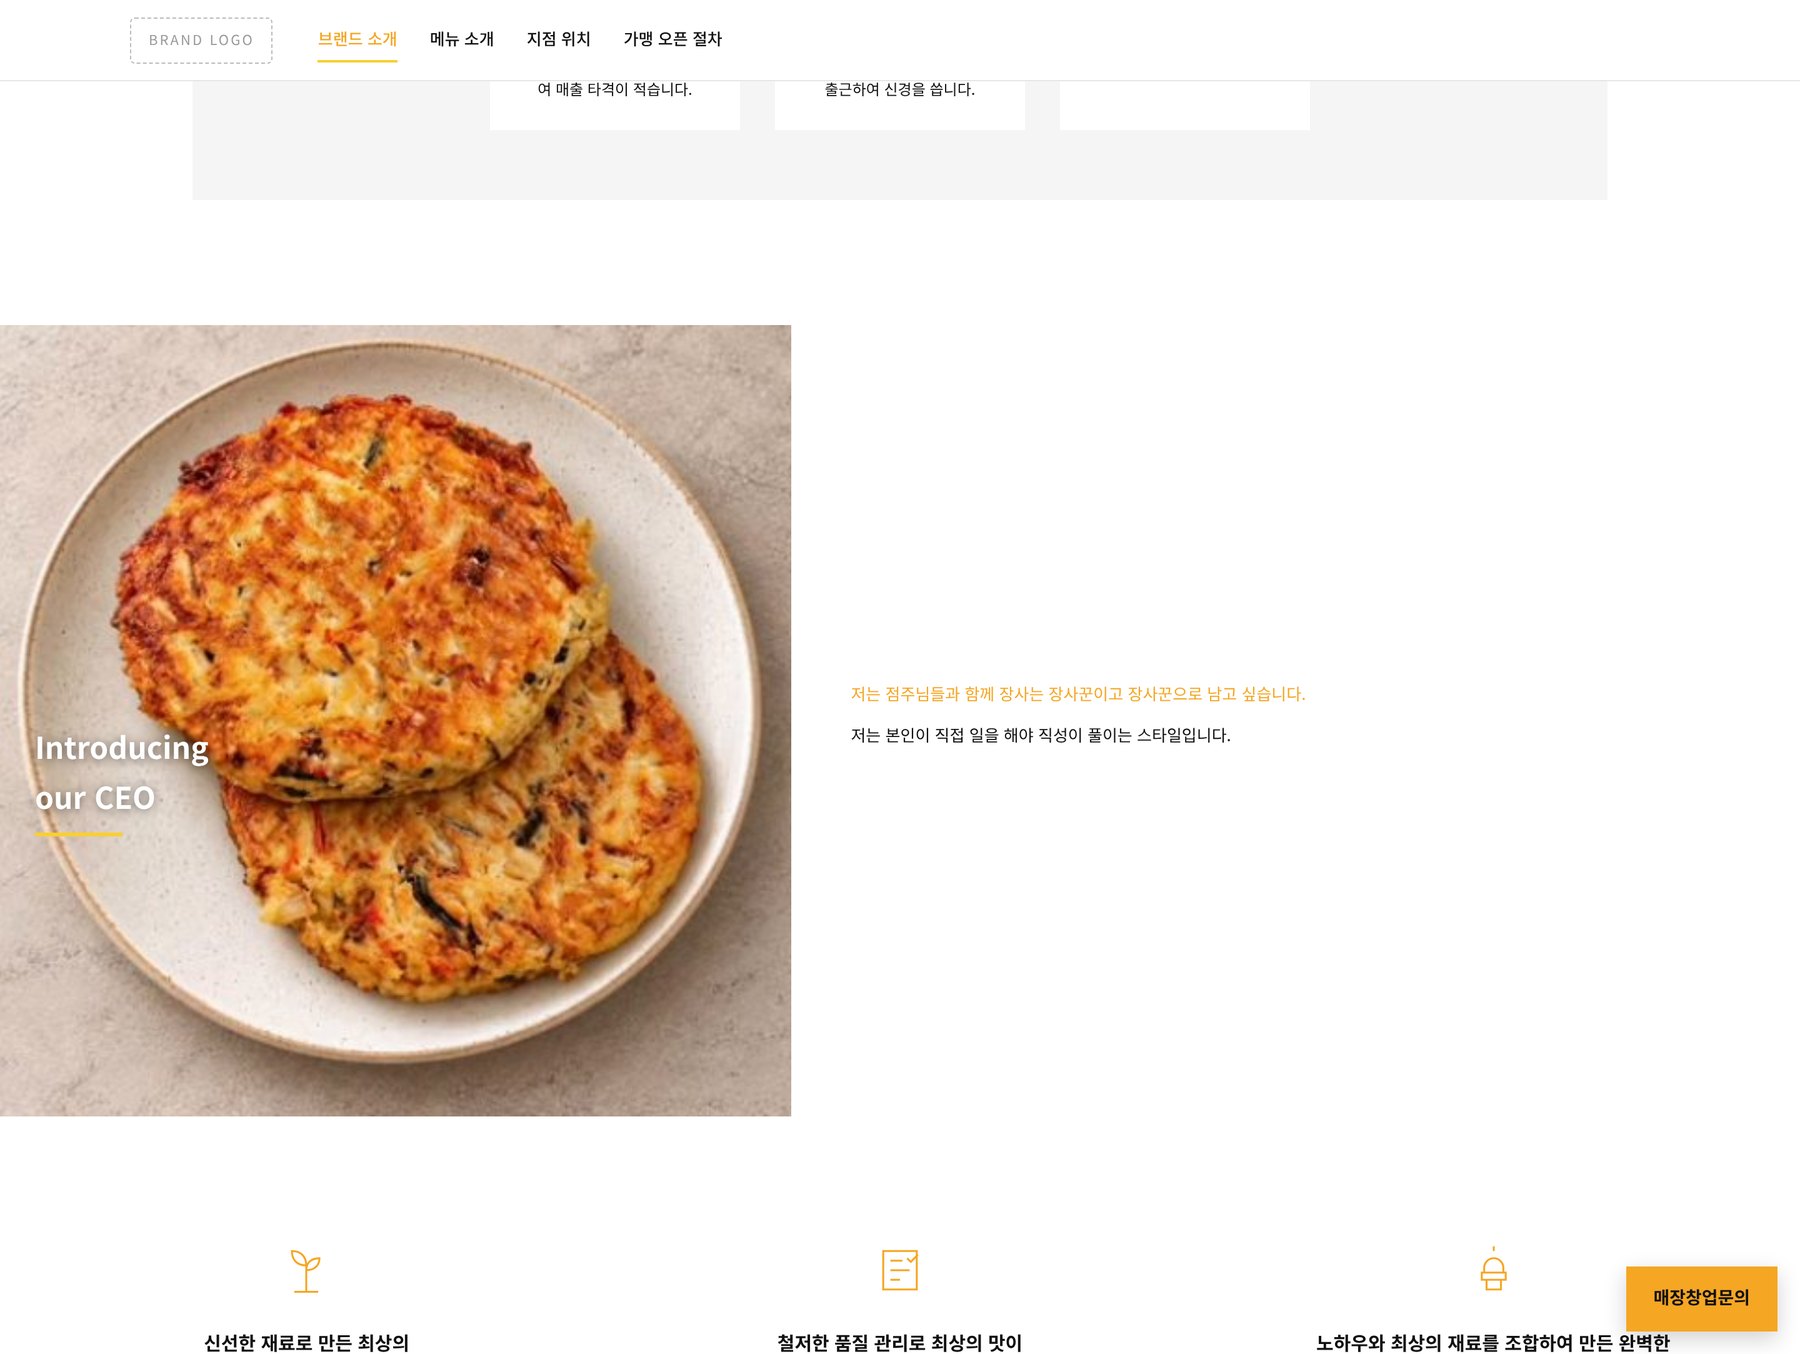 BRAND LOGO
브랜드 소개
메뉴 소개
지점 위치
가맹 오픈 절차
여 매출 타격이 적습니다.
출근하여 신경을 씁니다.
Introducing
our CEO
저는 점주님들과 함께 장사는 장사꾼이고 장사꾼으로 남고 싶습니다.
저는 본인이 직접 일을 해야 직성이 풀이는 스타일입니다.
신선한 재료로 만든 최상의
철저한 품질 관리로 최상의 맛이
노하우와 최상의 재료를 조합하여 만든 완벽한
매장창업문의